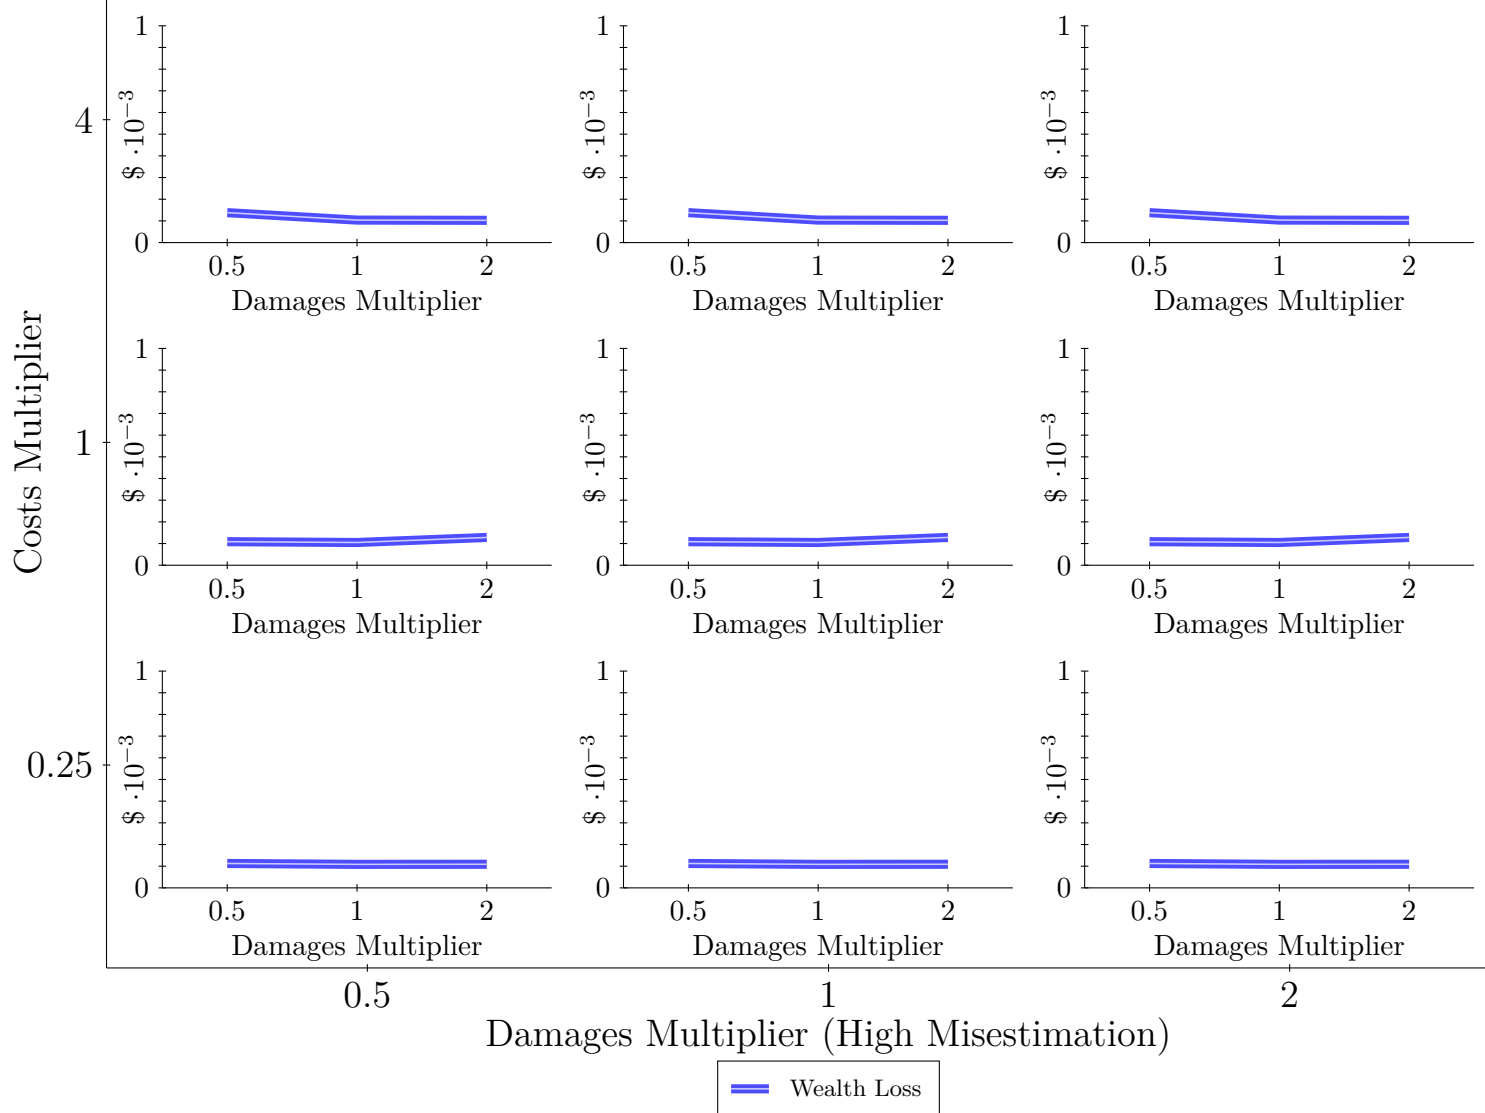 Costs Multiplier
4
1
0.25
1
$ ·10⁻³
0
0.5 1 2
Damages Multiplier
1
$ ·10⁻³
0
0.5 1 2
Damages Multiplier
1
$ ·10⁻³
0
0.5 1 2
Damages Multiplier
1
$ ·10⁻³
0
0.5 1 2
Damages Multiplier
1
$ ·10⁻³
0
0.5 1 2
Damages Multiplier
1
$ ·10⁻³
0
0.5 1 2
Damages Multiplier
1
$ ·10⁻³
0
0.5 1 2
Damages Multiplier
1
$ ·10⁻³
0
0.5 1 2
Damages Multiplier
1
$ ·10⁻³
0
0.5 1 2
Damages Multiplier
0.5 1 2
Damages Multiplier (High Misestimation)
Wealth Loss